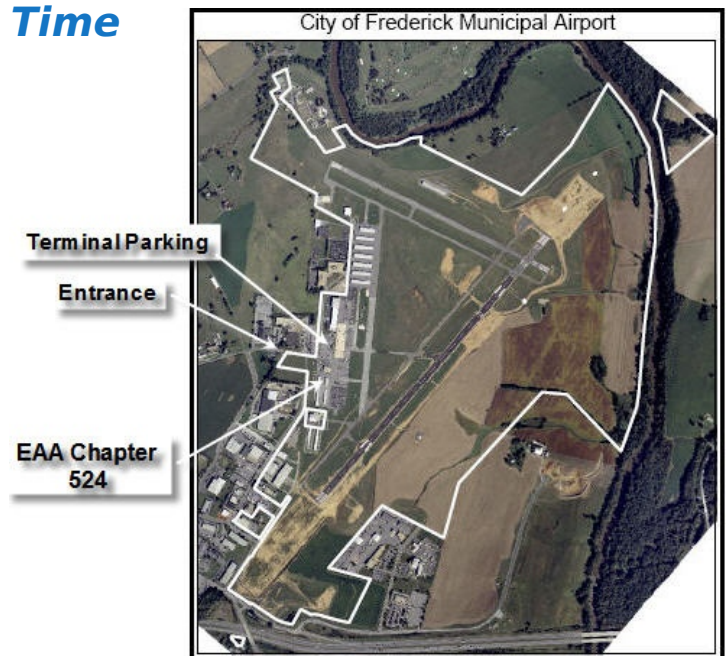 Time
City of Frederick Municipal Airport
Terminal Parking
Entrance
EAA Chapter
524